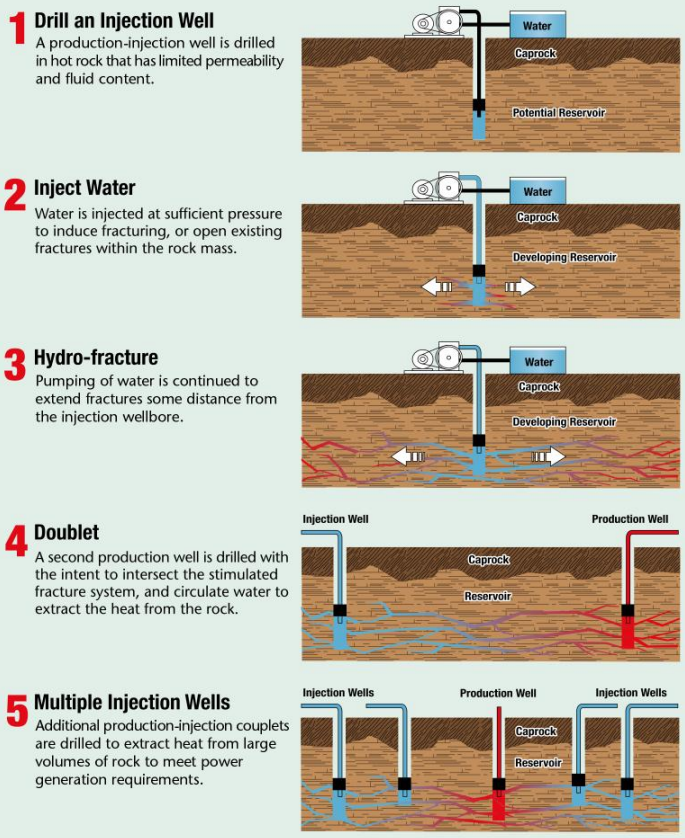 1 Drill an Injection Well
A production-injection well is drilled
in hot rock that has limited permeability
and fluid content.
Water
Caprock
Potential Reservoir
2 Inject Water
Water is injected at sufficient pressure
to induce fracturing, or open existing
fractures within the rock mass.
Water
Caprock
Developing Reservoir
3 Hydro-fracture
Pumping of water is continued to
extend fractures some distance from
the injection wellbore.
Water
Caprock
Developing Reservoir
4 Doublet
A second production well is drilled with
the intent to intersect the stimulated
fracture system, and circulate water to
extract the heat from the rock.
Injection Well
Production Well
Caprock
Reservoir
5 Multiple Injection Wells
Additional production-injection couplets
are drilled to extract heat from large
volumes of rock to meet power
generation requirements.
Injection Wells
Production Well
Injection Wells
Caprock
Reservoir